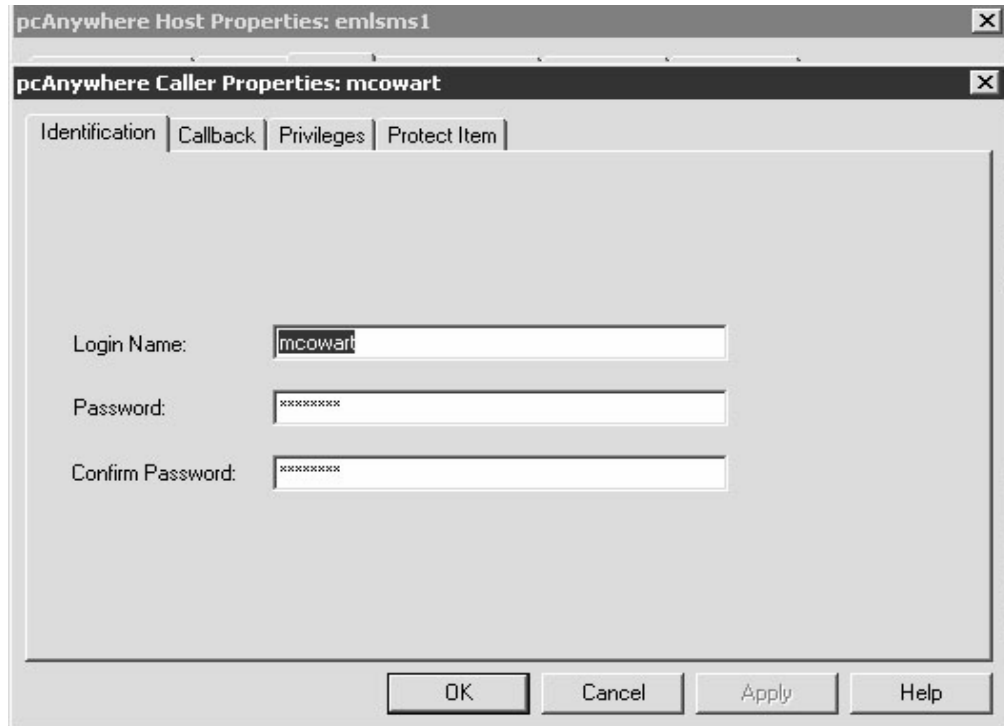 pcAnywhere Host Properties: emlsms1
pcAnywhere Caller Properties: mcowart
Identification Callback Privileges Protect Item
Login Name: mcowart
Password: ********
Confirm Password: ********
OK Cancel Apply Help